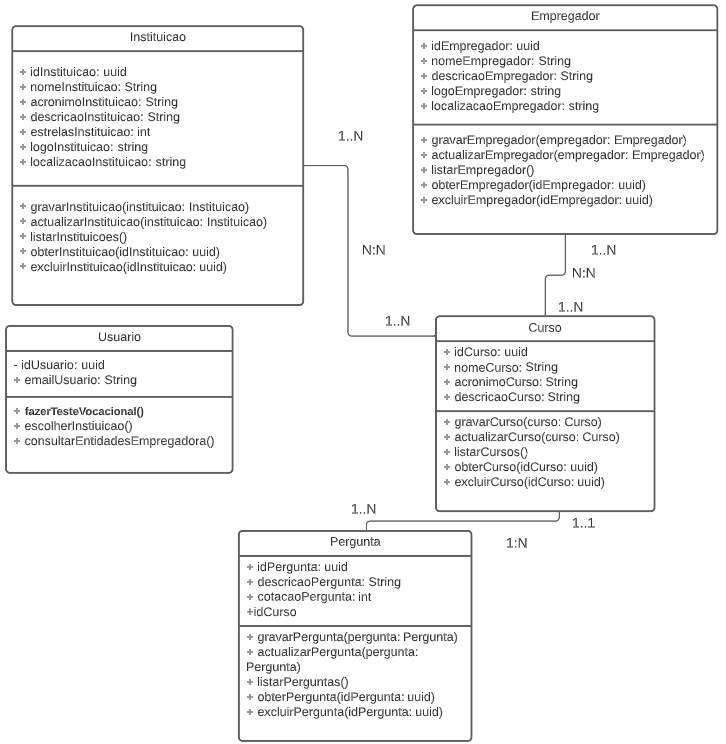 Instituicao
+ idInstituicao: uuid
+ nomeInstituicao: String
+ acronimoInstituicao: String
+ descricaoInstituicao: String
+ estrelasInstituicao: int
+ logoInstituicao: string
+ localizacaoInstituicao: string
+ gravarInstituicao(instituicao: Instituicao)
+ actualizarInstituicao(instituicao: Instituicao)
+ listarInstituicoes()
+ obterInstituicao(idInstituicao: uuid)
+ excluirInstituicao(idInstituicao: uuid)
Empregador
+ idEmpregador: uuid
+ nomeEmpregador: String
+ descricaoEmpregador: String
+ logoEmpregador: string
+ localizacaoEmpregador: string
+ gravarEmpregador(empregador: Empregador)
+ actualizarEmpregador(empregador: Empregador)
+ listarEmpregador()
+ obterEmpregador(idEmpregador: uuid)
+ excluirEmpregador(idEmpregador: uuid)
1..N
N:N
1..N
1..N
N:N
1..N
Usuario
- idUsuario: uuid
+ emailUsuario: String
+ fazerTesteVocacional()
+ escolherInstiuicao()
+ consultarEntidadesEmpregadora()
Curso
+ idCurso: uuid
+ nomeCurso: String
+ acronimoCurso: String
+ descricaoCurso: String
+ gravarCurso(curso: Curso)
+ actualizarCurso(curso: Curso)
+ listarCursos()
+ obterCurso(idCurso: uuid)
+ excluirCurso(idCurso: uuid)
1..N
1..1
1:N
Pergunta
+ idPergunta: uuid
+ descricaoPergunta: String
+ cotacaoPergunta: int
+idCurso
+ gravarPergunta(pergunta: Pergunta)
+ actualizarPergunta(pergunta:
Pergunta)
+ listarPerguntas()
+ obterPergunta(idPergunta: uuid)
+ excluirPergunta(idPergunta: uuid)